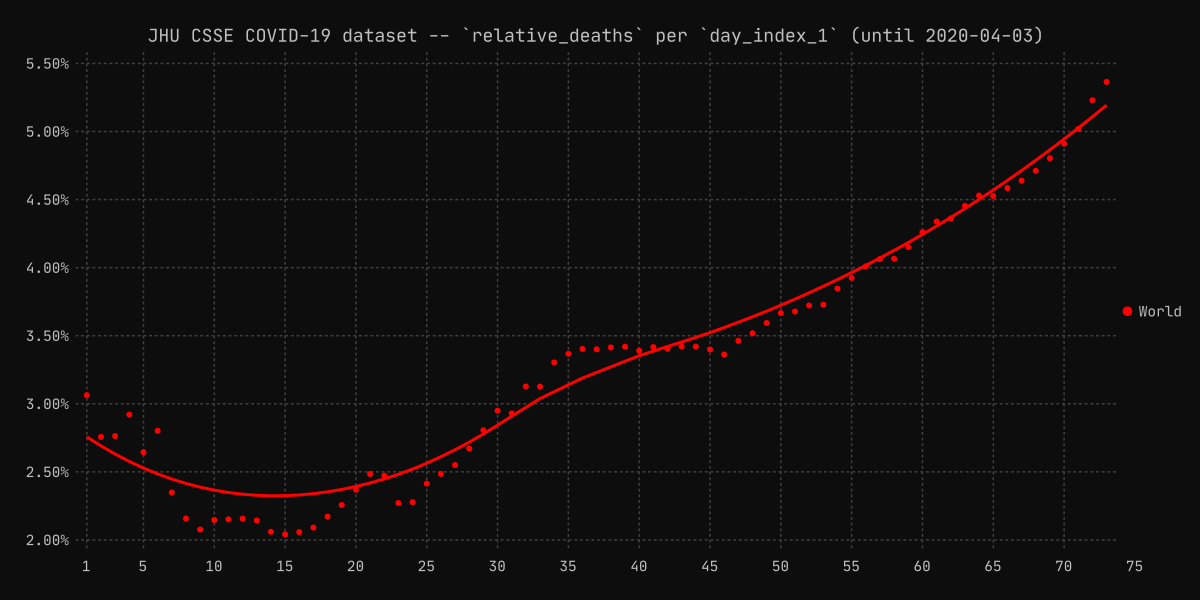 JHU CSSE COVID-19 dataset -- `relative_deaths` per `day_index_1` (until 2020-04-03)
5.50%
5.00%
4.50%
4.00%
3.50%
3.00%
2.50%
2.00%
World
1 5 10 15 20 25 30 35 40 45 50 55 60 65 70 75